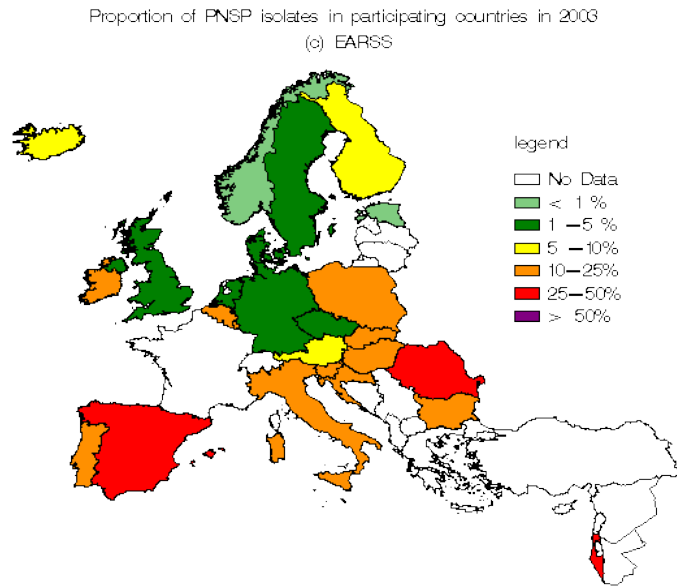 Proportion of PNSP isolates in participating countries in 2003
(c) EARSS
legend
No Data
< 1 %
1 -5 %
5 -10%
10-25%
25-50%
> 50%